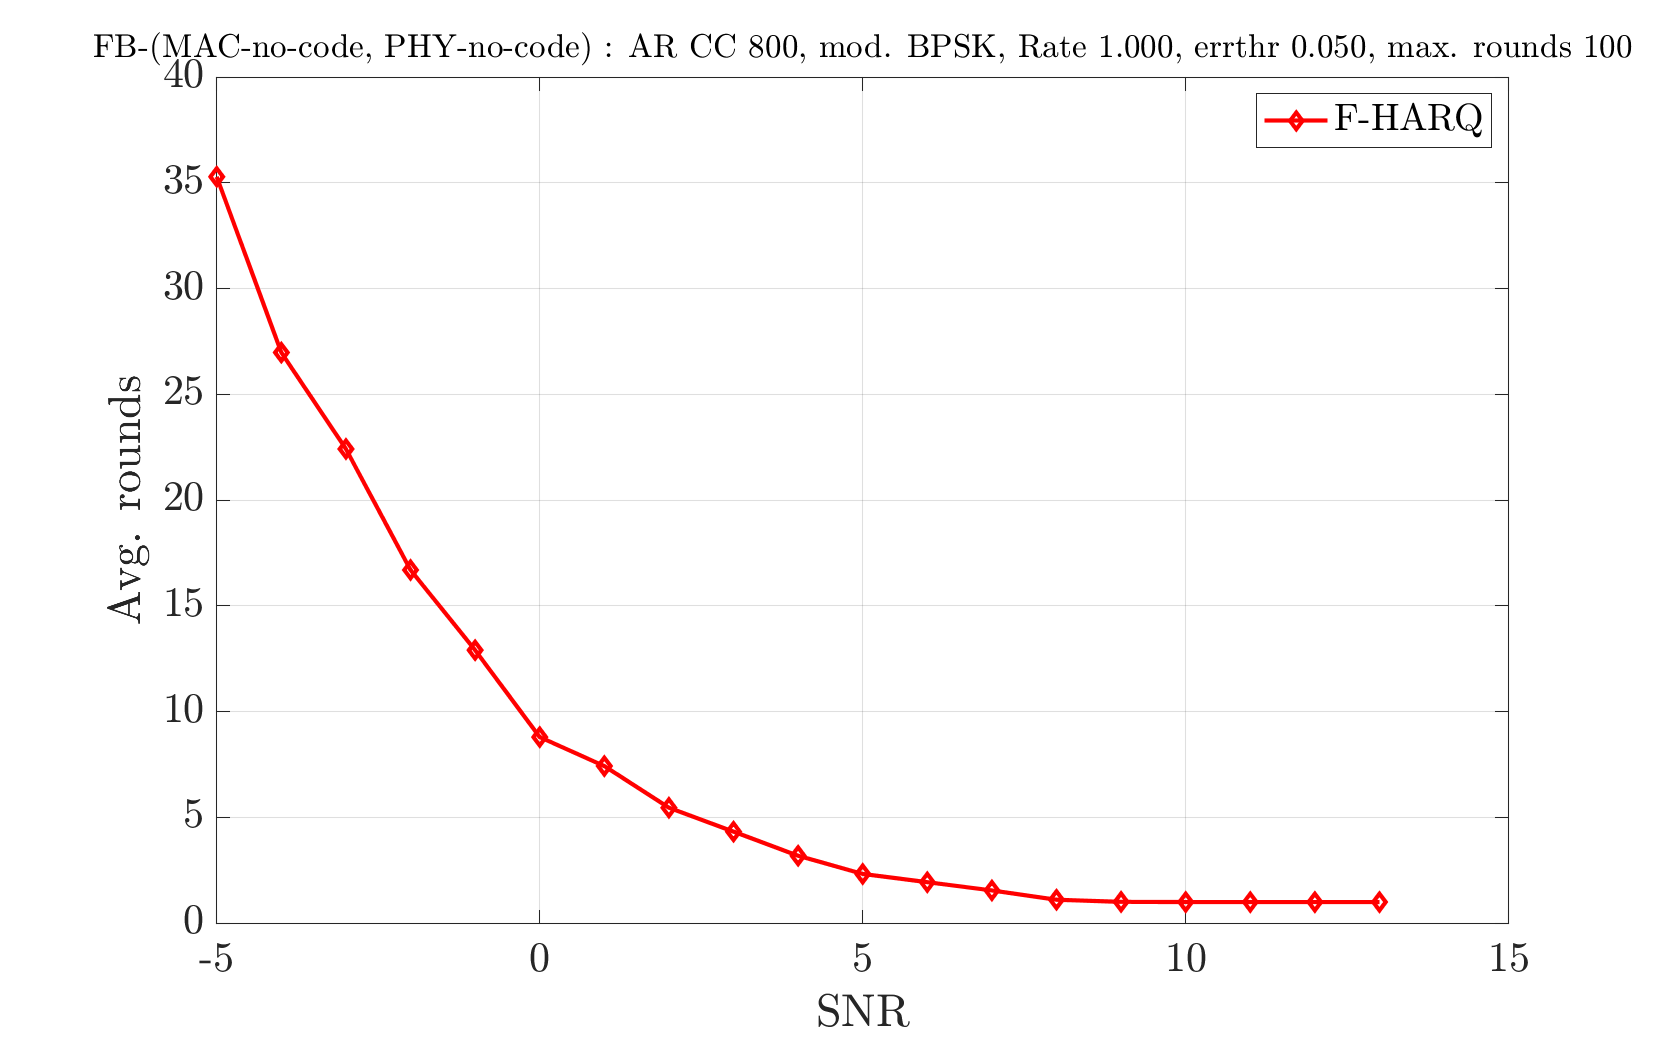 FB-(MAC-no-code, PHY-no-code) : AR CC 800, mod. BPSK, Rate 1.000, errthr 0.050, max. rounds 100
F-HARQ
40
35
30
25
20
15
10
5
0
Avg. rounds
-5 0 5 10 15
SNR